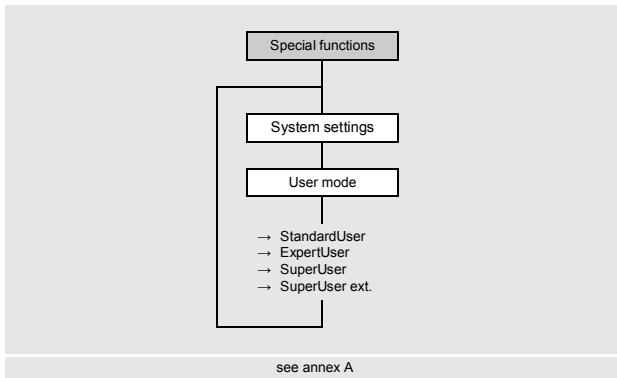 Special functions
System settings
User mode
→ StandardUser
→ ExpertUser
→ SuperUser
→ SuperUser ext.
see annex A